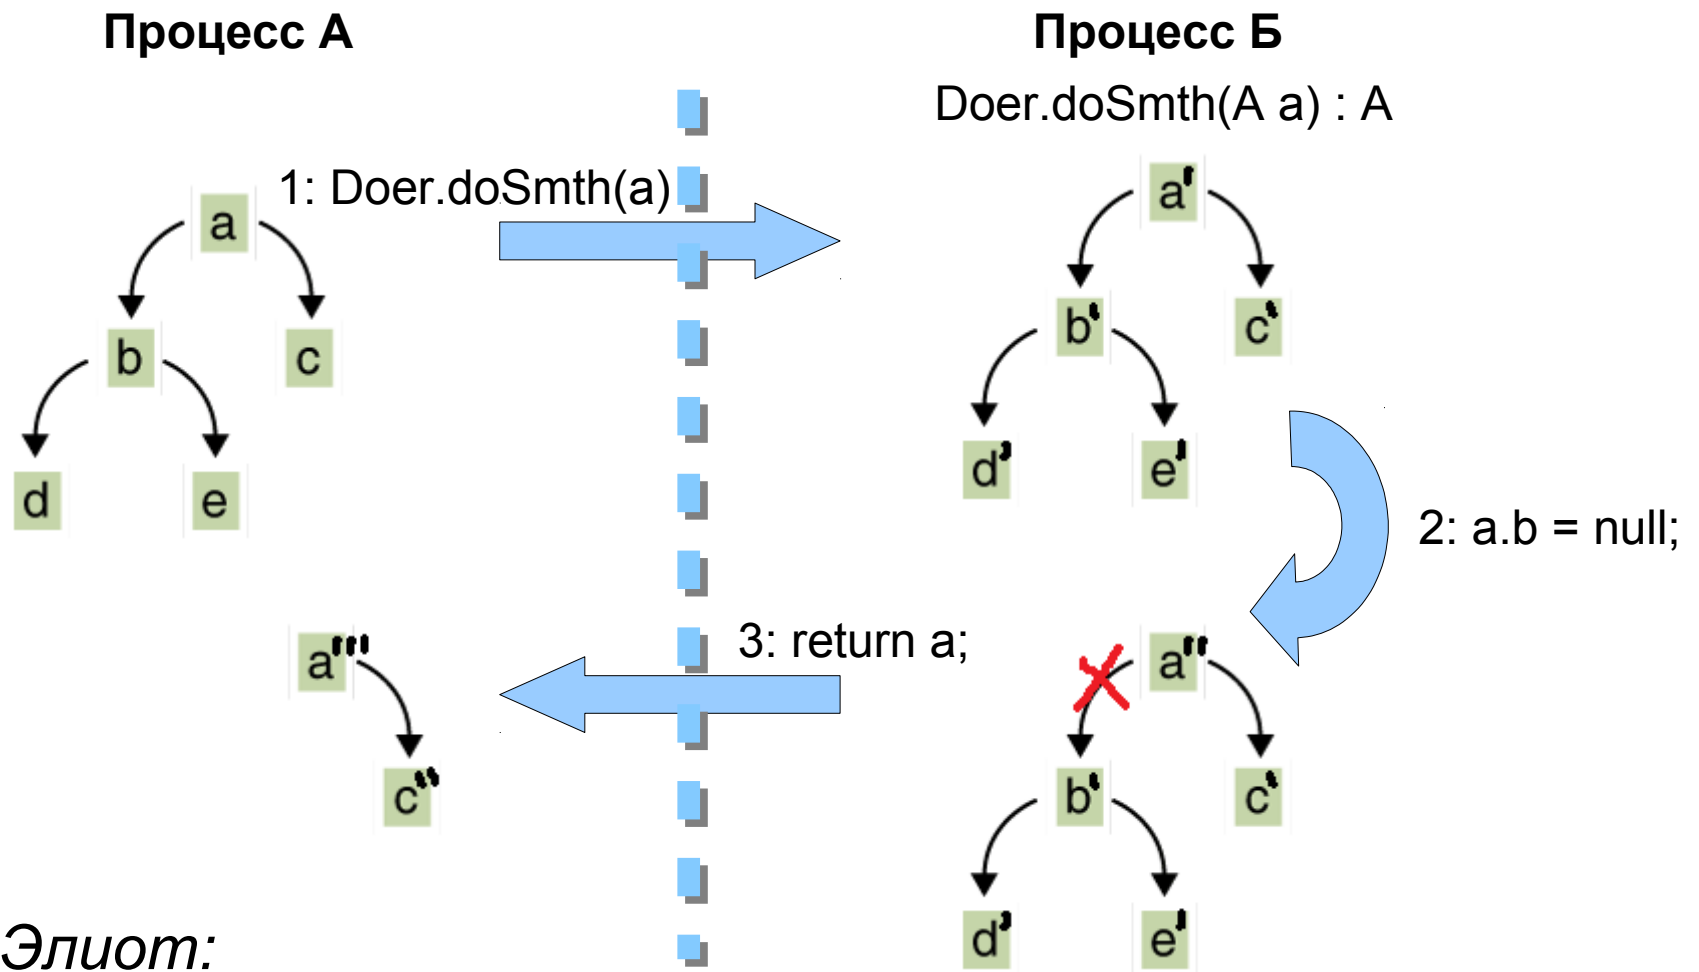 Процесс А
Процесс Б
Doer.doSmth(A a) : A
1: Doer.doSmth(a)
a
b
c
d
e
a'
b'
c'
d'
e'
2: a.b = null;
3: return a;
a'''
c''
a''
b'
c'
d'
e'
Элиот: